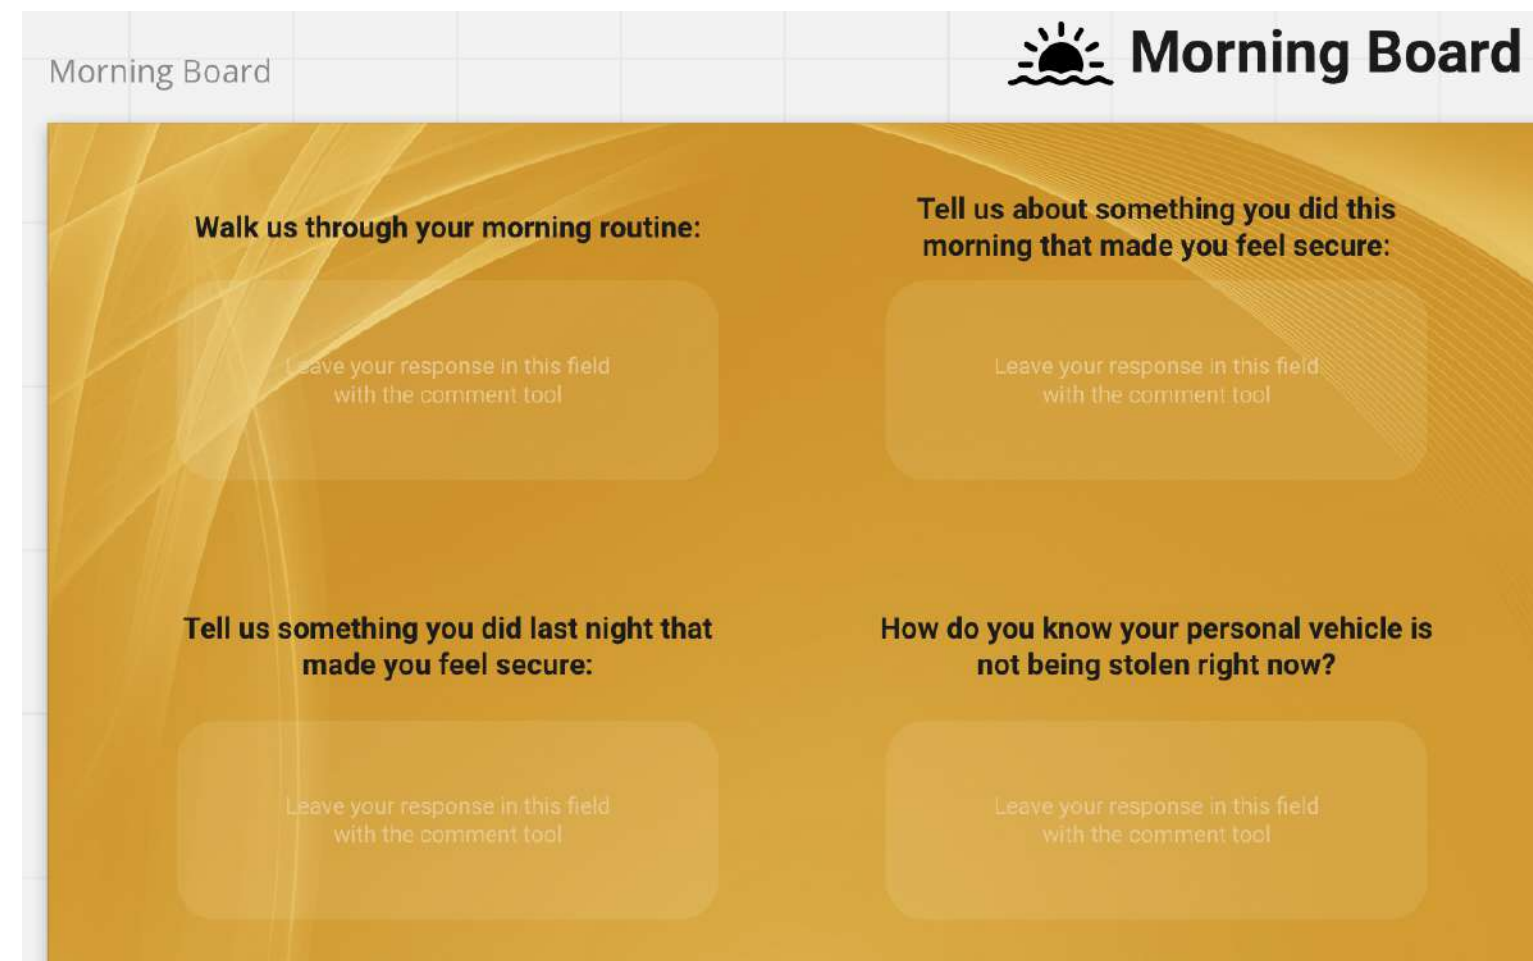 Morning Board
Morning Board
Walk us through your morning routine:
Leave your response in this field
with the comment tool
Tell us about something you did this
morning that made you feel secure:
Leave your response in this field
with the comment tool
Tell us something you did last night that
made you feel secure:
Leave your response in this field
with the comment tool
How do you know your personal vehicle is
not being stolen right now?
Leave your response in this field
with the comment tool